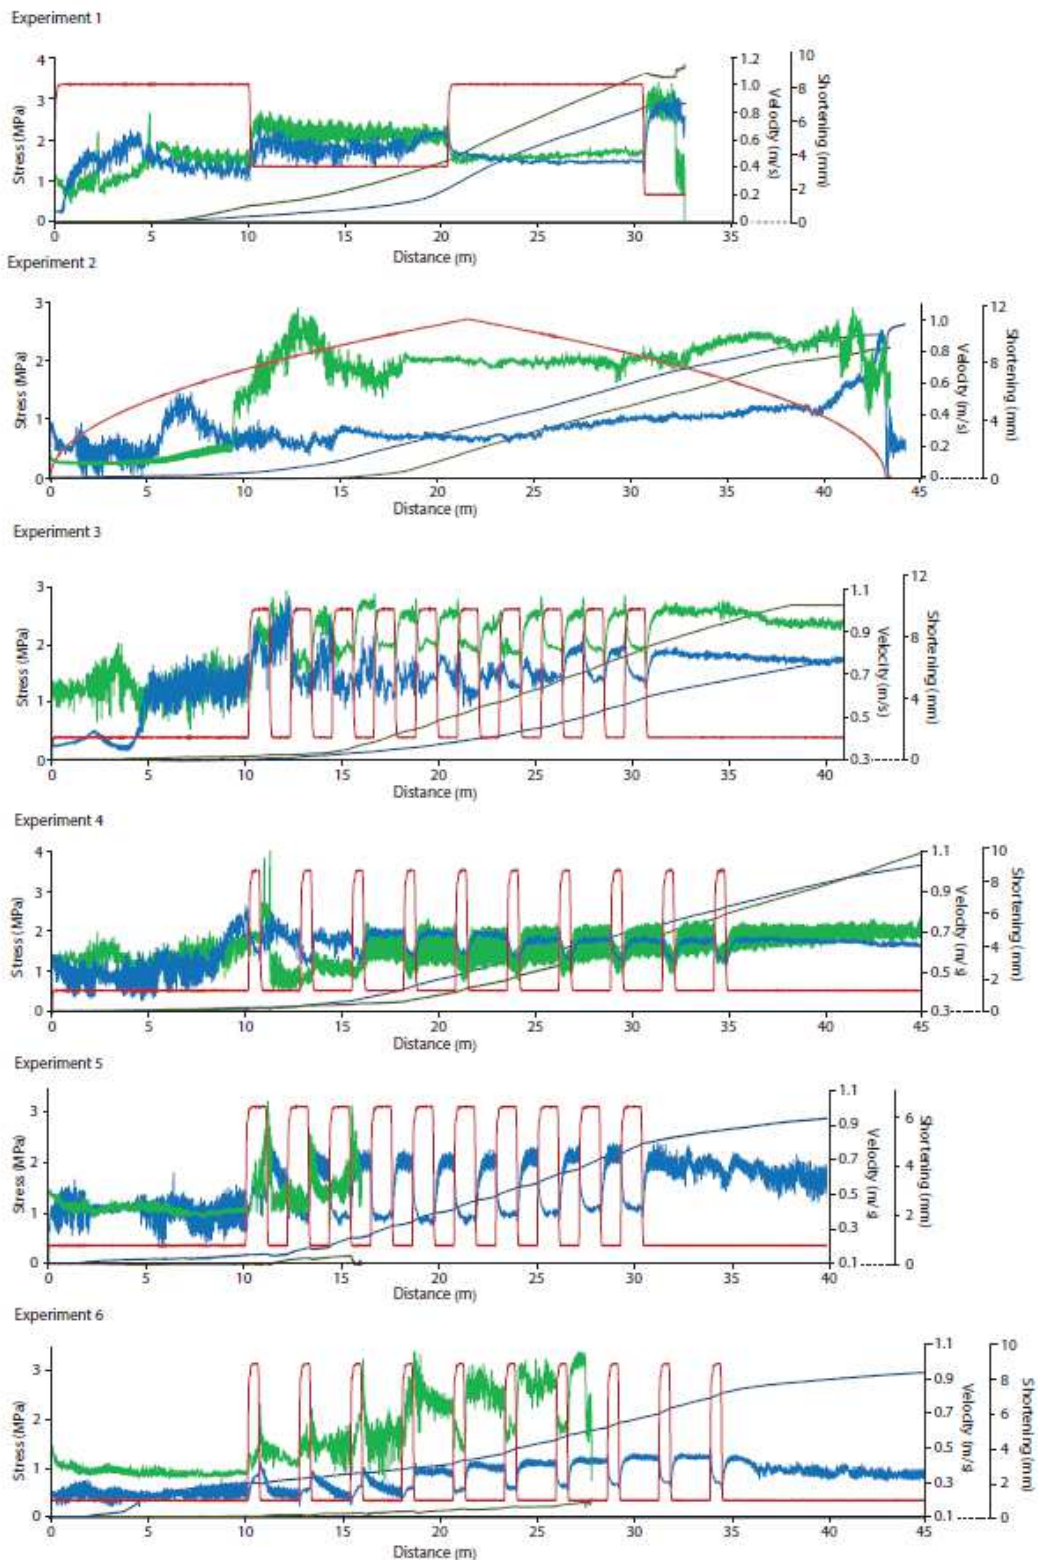 Experiment 1
4
3
2
1
0
Stress (MPa)
0 5 10 15 20 25 30 35
Distance (m)
1.2
1.0
0.8
0.6
0.4
0.2
0
Velocity (m/s)
10
8
6
4
2
0
Shortening (mm)
Experiment 2
3
2
1
0
Stress (MPa)
0 5 10 15 20 25 30 35 40 45
Distance (m)
1.0
0.8
0.6
0.4
0.2
0
Velocity (m/s)
12
8
4
0
Shortening (mm)
Experiment 3
3
2
1
0
Stress (MPa)
0 5 10 15 20 25 30 35 40
Distance (m)
1.1
0.9
0.7
0.5
0.3
Velocity (m/s)
12
8
4
0
Shortening (mm)
Experiment 4
4
3
2
1
0
Stress (MPa)
0 5 10 15 20 25 30 35 40 45
Distance (m)
1.1
0.9
0.7
0.5
0.3
Velocity (m/g
10
8
6
4
2
0
Shortening (mm)
Experiment 5
3
2
1
0
Stress (MPa)
0 5 10 15 20 25 30 35 40
Distance (m)
1.1
0.9
0.7
0.5
0.3
0.1
Velocity (m/g
6
4
2
0
Shortening (mm)
Experiment 6
3
2
1
0
Stress (MPa)
0 5 10 15 20 25 30 35 40 45
Distance (m)
1.1
0.9
0.7
0.5
0.3
0.1
Velocity (m/g
10
8
6
4
2
0
Shortening (mm)